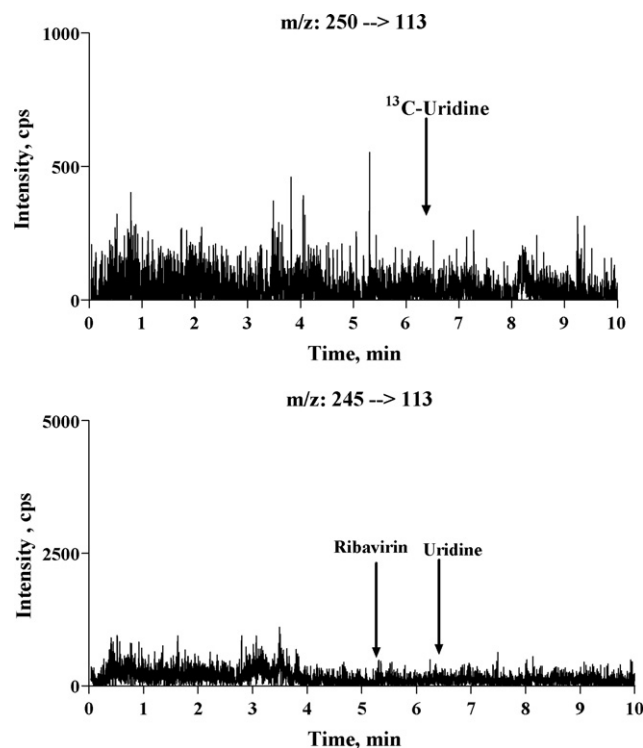 m/z: 250 --> 113
1000
500
0
Intensity, cps
¹³C-Uridine
0 1 2 3 4 5 6 7 8 9 10
Time, min
m/z: 245 --> 113
5000
2500
0
Intensity , cps
Ribavirin Uridine
0 1 2 3 4 5 6 7 8 9 10
Time, min